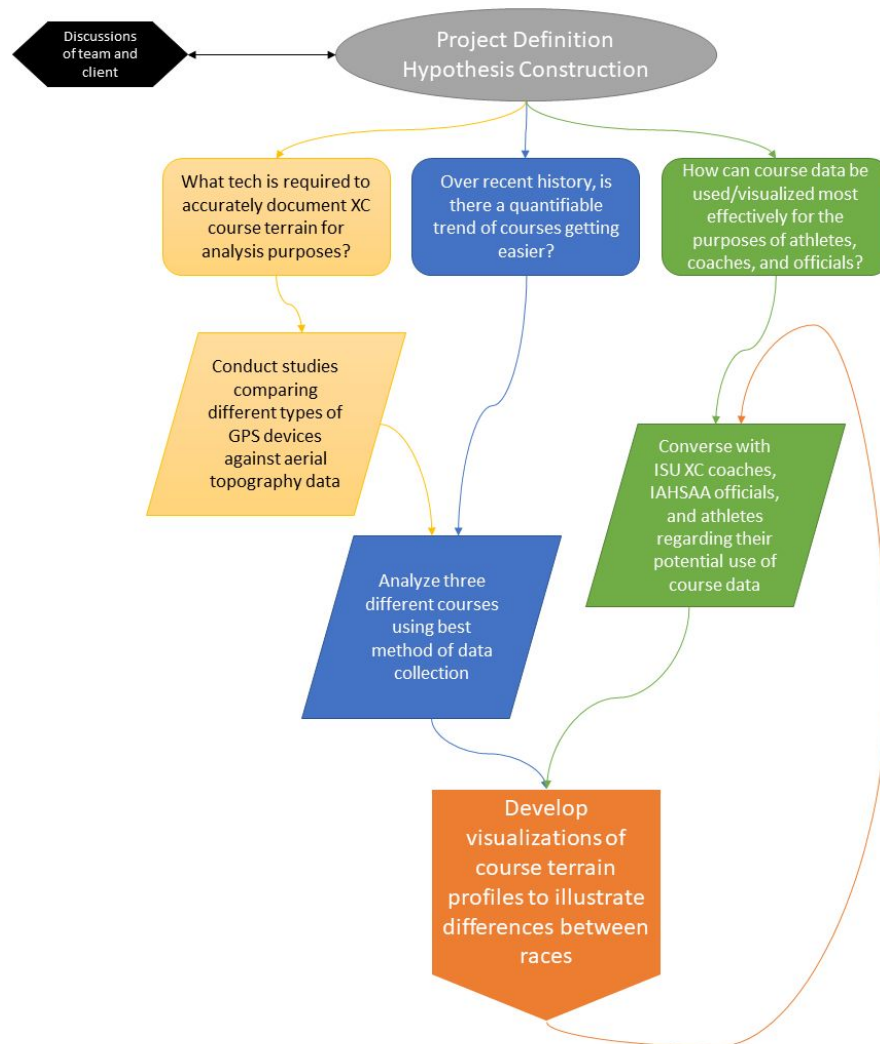 Discussions
of team and
client
Project Definition
Hypothesis Construction
What tech is required to
accurately document XC
course terrain for
analysis purposes?
Over recent history, is
there a quantifiable
trend of courses getting
easier?
How can course data be
used/visualized most
effectively for the
purposes of athletes,
coaches, and officials?
Conduct studies
comparing
different types of
GPS devices
against aerial
topography data
Converse with
ISU XC coaches,
IAHSAA officials,
and athletes
regarding their
potential use of
course data
Analyze three
different courses
using best
method of data
collection
Develop
visualizations of
course terrain
profiles to illustrate
differences between
races